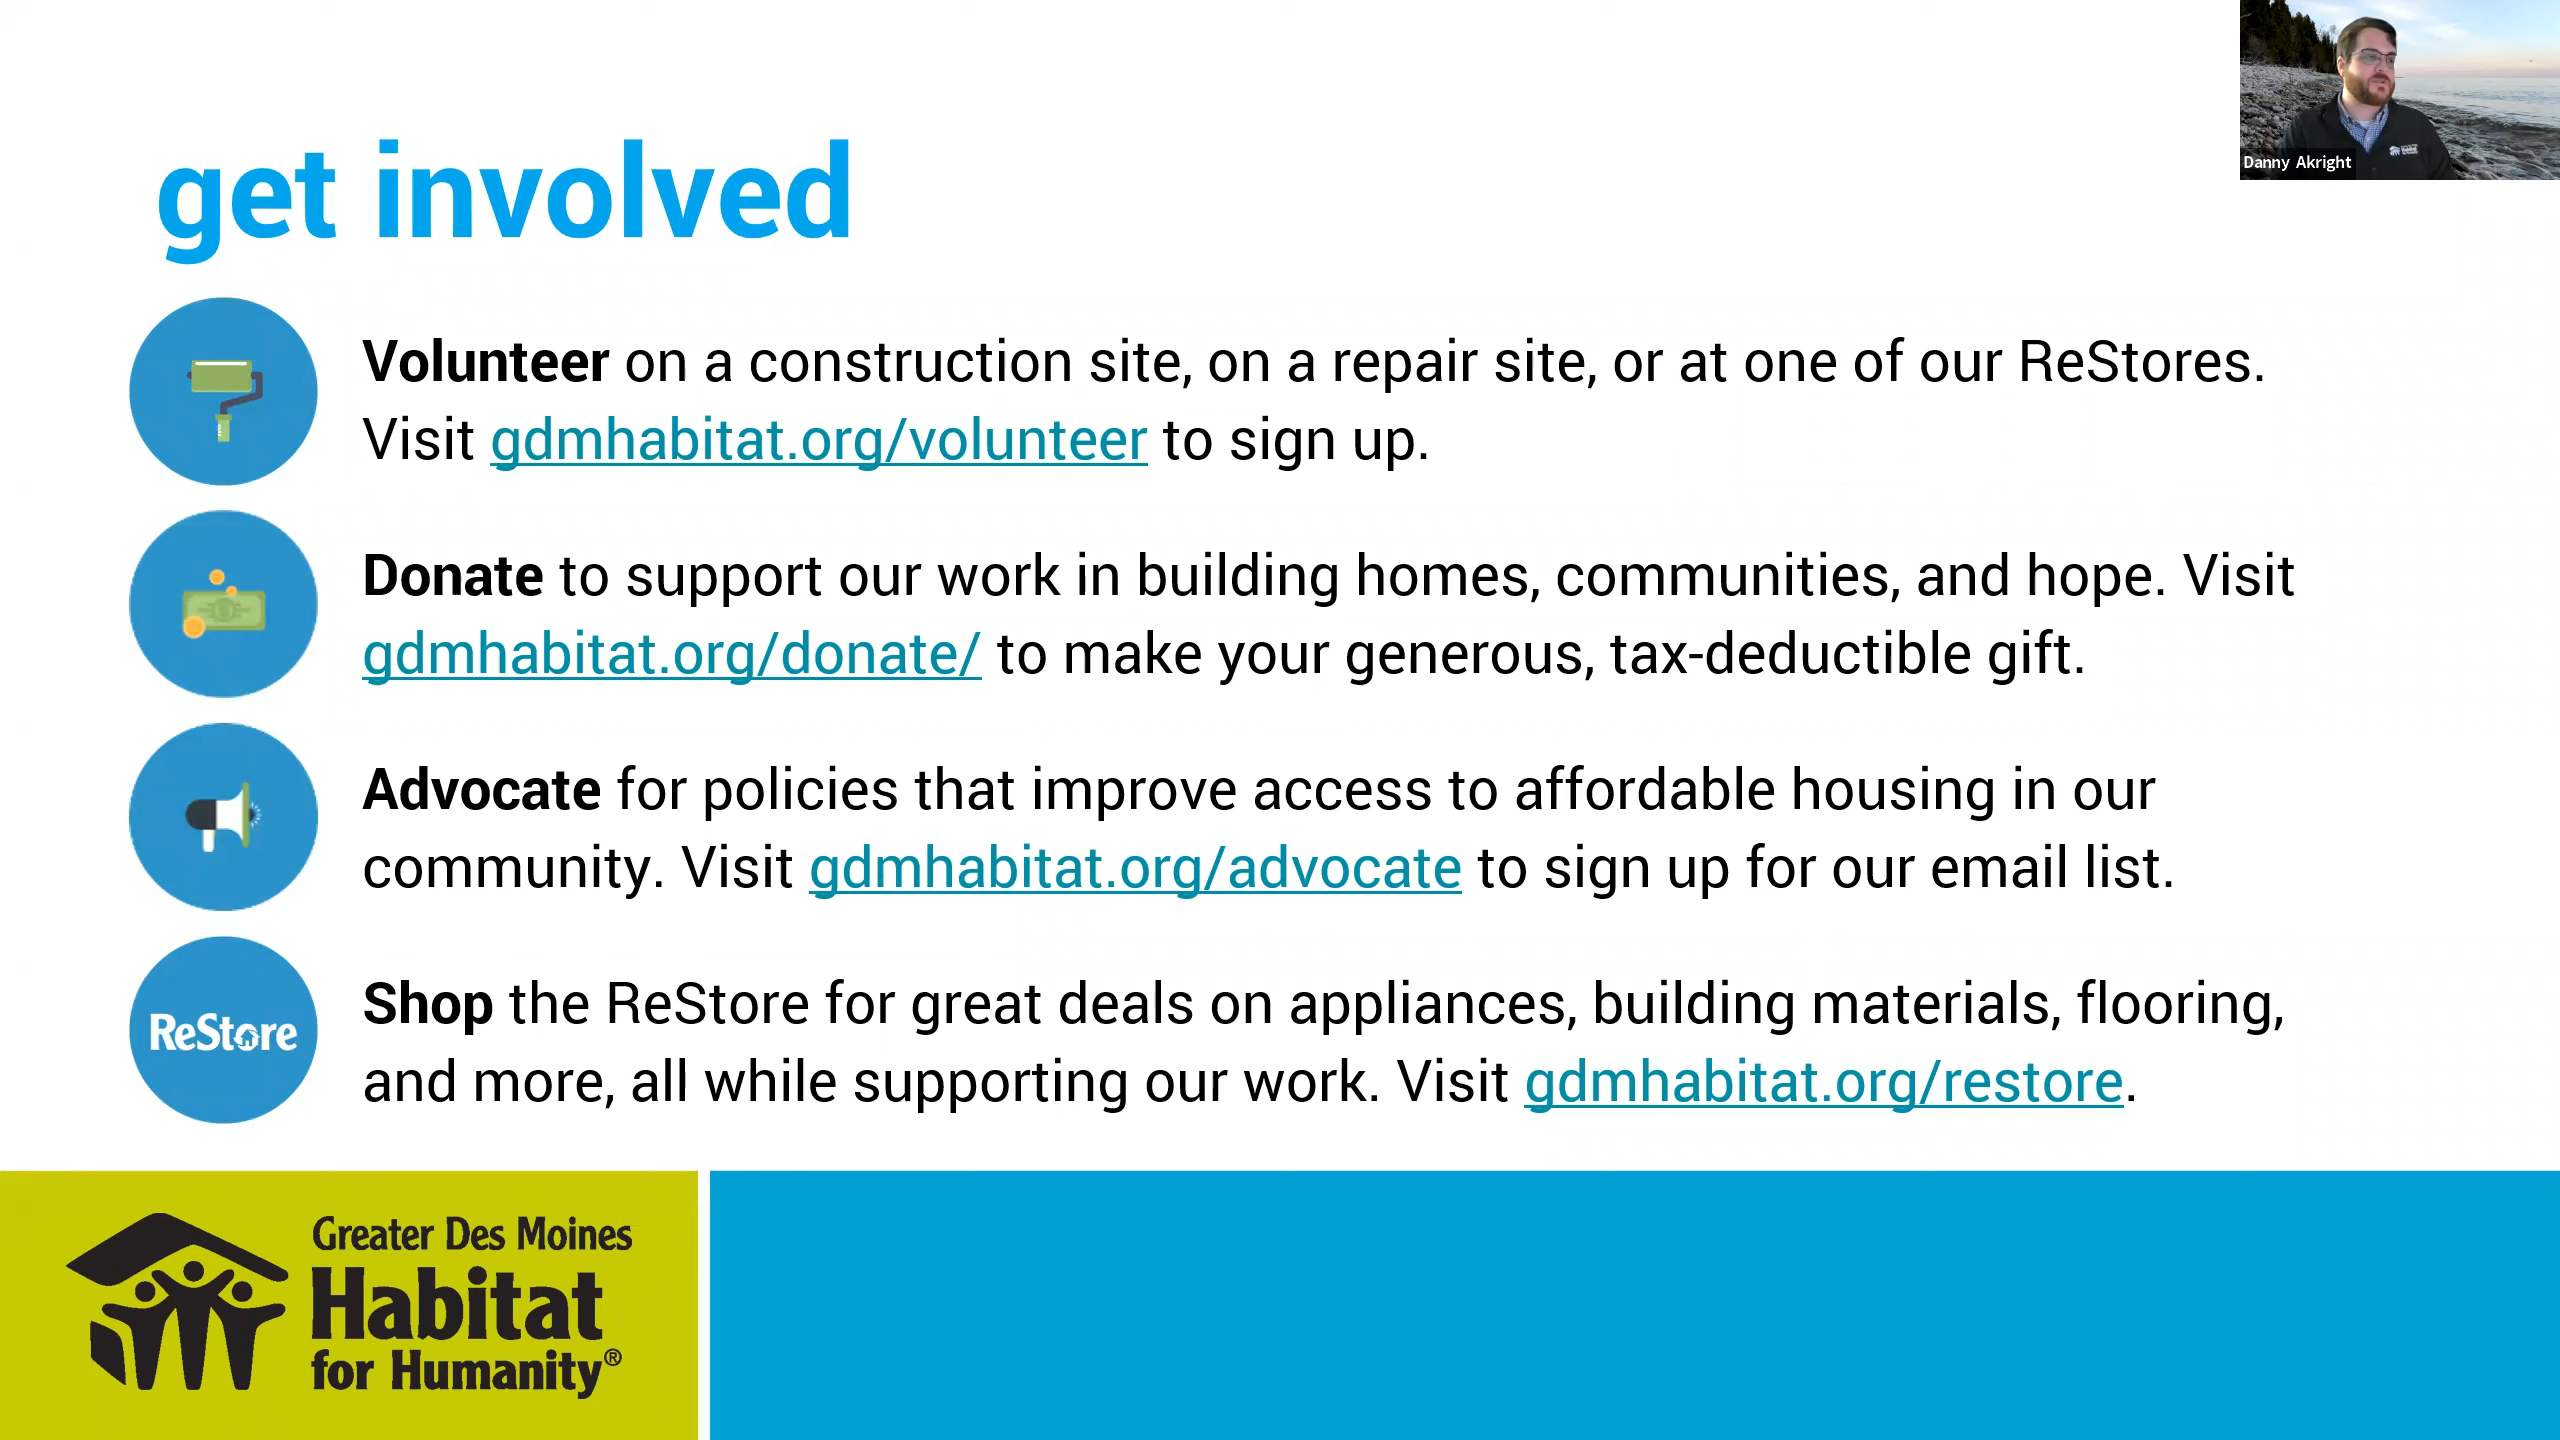 Danny Akright
get involved
Volunteer on a construction site, on a repair site, or at one of our ReStores.
Visit gdmhabitat.org/volunteer to sign up.
Donate to support our work in building homes, communities, and hope. Visit
gdmhabitat.org/donate/ to make your generous, tax-deductible gift.
Advocate for policies that improve access to affordable housing in our
community. Visit gdmhabitat.org/advocate to sign up for our email list.
ReStore
Shop the ReStore for great deals on appliances, building materials, flooring,
and more, all while supporting our work. Visit gdmhabitat.org/restore.
Greater Des Moines
Habitat
for Humanity®